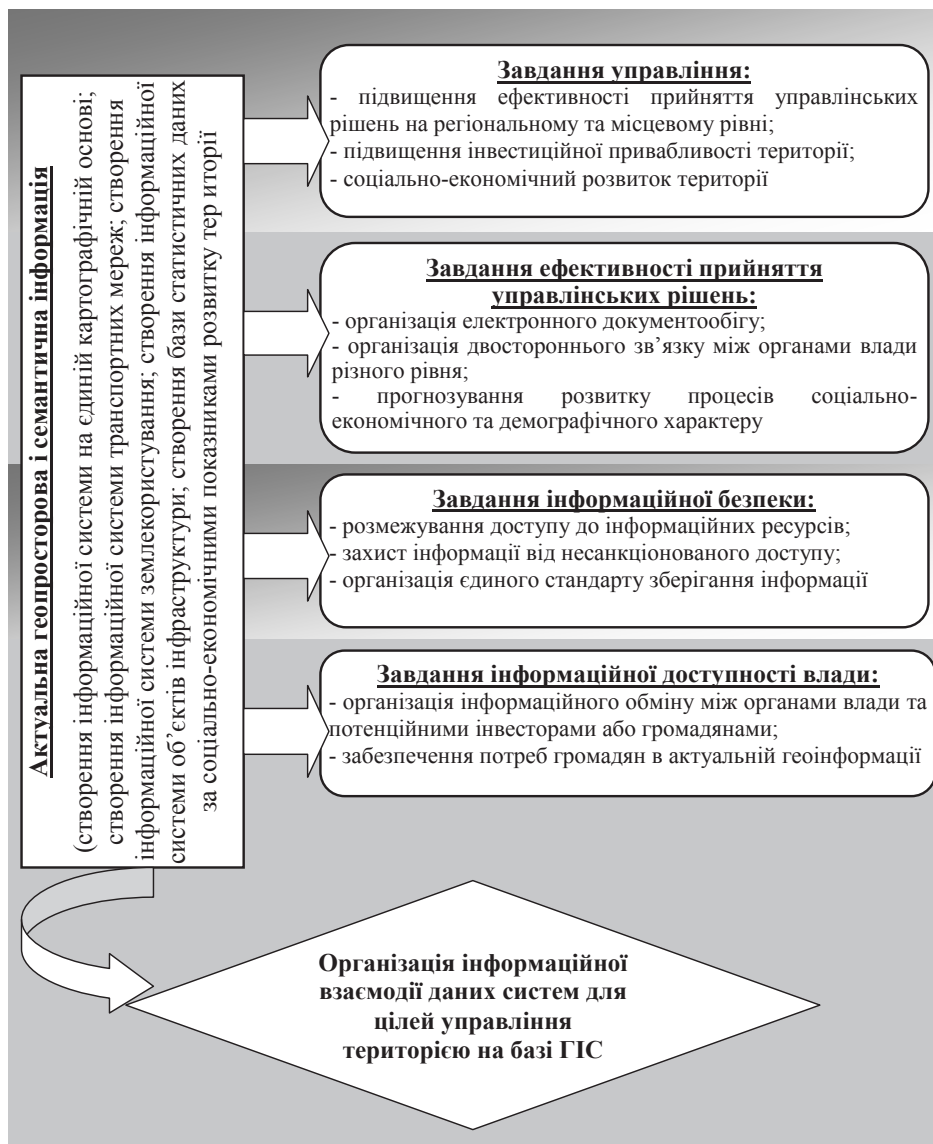 Актуальна геопросторова і семантична інформація
(створення інформаційної системи на єдиній картографічній основі;
створення інформаційної системи транспортних мереж; створення
інформаційної системи землекористування; створення інформаційної
системи об’єктів інфраструктури; створення бази статистичних даних
за соціально-економічними показниками розвитку тер иторії
Завдання управління:
- підвищення ефективності прийняття управлінських
рішень на регіональному та місцевому рівні;
- підвищення інвестиційної привабливості території;
- соціально-економічний розвиток території
Завдання ефективності прийняття
управлінських рішень:
- організація електронного документообігу;
- організація двостороннього зв’язку між органами влади
різного рівня;
- прогнозування розвитку процесів соціально-
економічного та демографічного характеру
Завдання інформаційної безпеки:
- розмежування доступу до інформаційних ресурсів;
- захист інформації від несанкціонованого доступу;
- організація єдиного стандарту зберігання інформації
Завдання інформаційної доступності влади:
- організація інформаційного обміну між органами влади та
потенційними інвесторами або громадянами;
- забезпечення потреб громадян в актуальній геоінформації
Організація інформаційної
взаємодії даних систем для
цілей управління
територією на базі ГІС